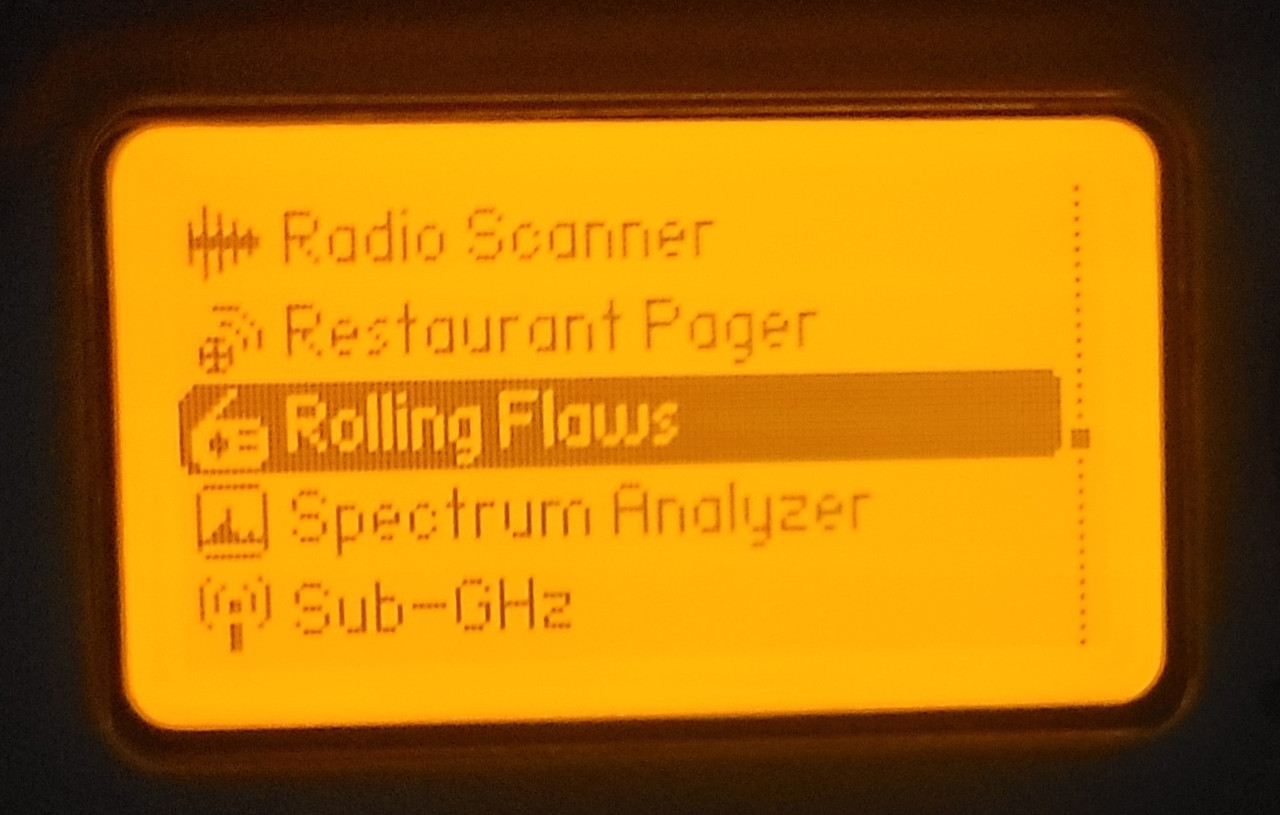 Radio Scanner
Restaurant Pager
Rolling Flaws
Spectrum Analyzer
Sub-GHz